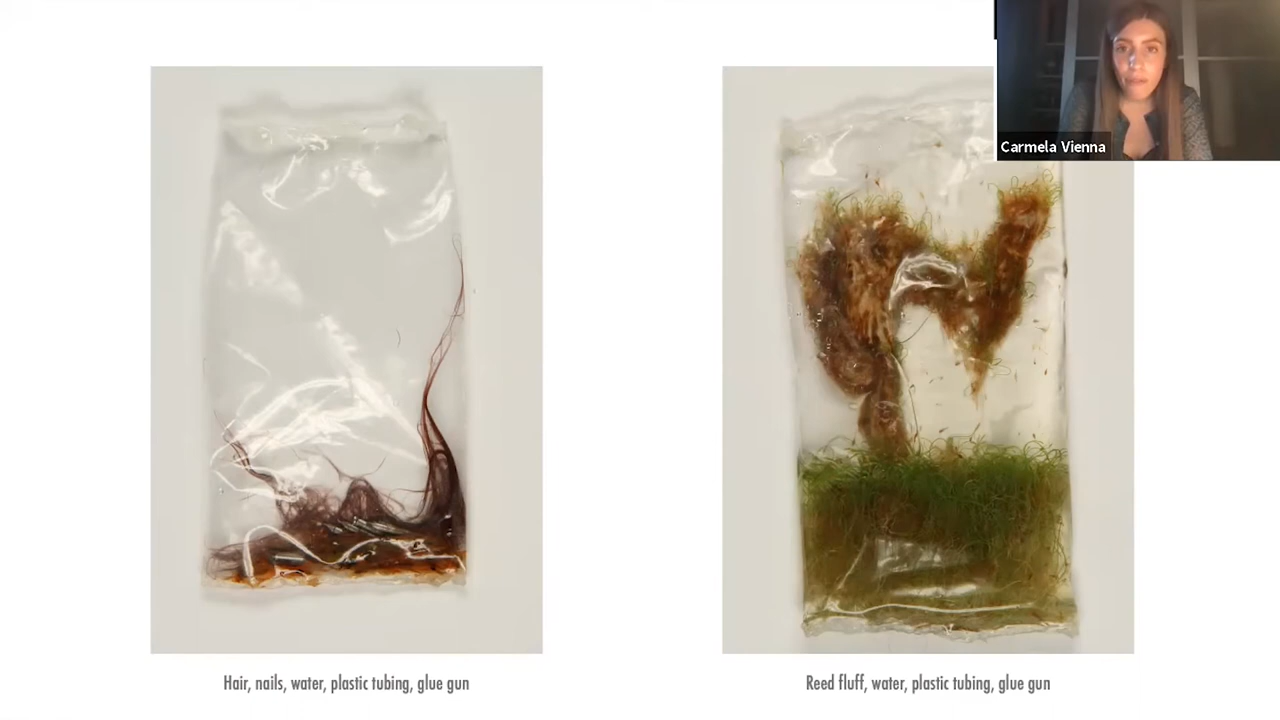 Carmela Vienna
Hair, nails, water, plastic tubing, glue gun
Reed fluff, water, plastic tubing, glue gun